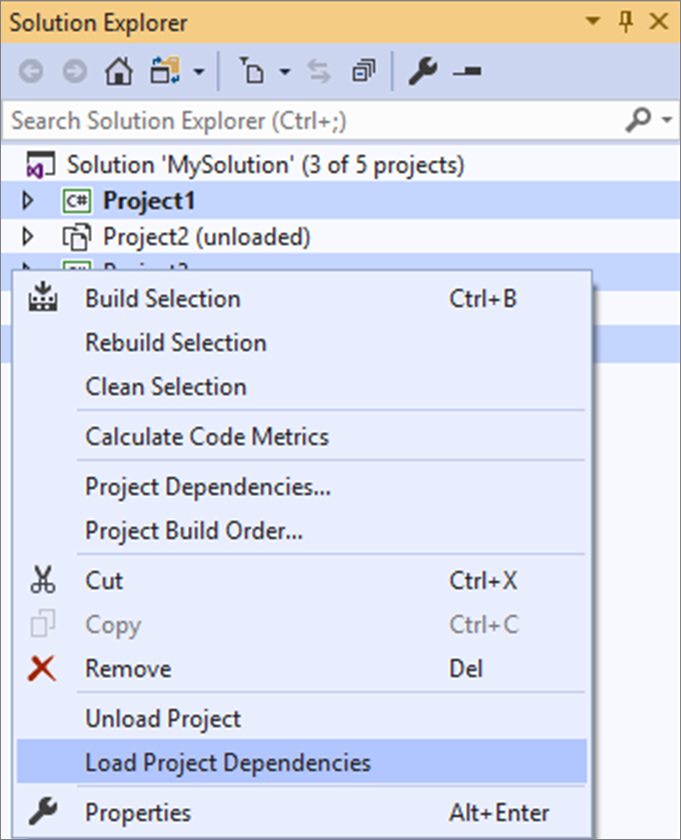 Solution Explorer
Search Solution Explorer (Ctrl+;)
Solution 'MySolution' (3 of 5 projects)
C# Project1
Project2 (unloaded)
Build Selection Ctrl+B
Rebuild Selection
Clean Selection
Calculate Code Metrics
Project Dependencies...
Project Build Order...
Cut Ctrl+X
Copy Ctrl+C
Remove Del
Unload Project
Load Project Dependencies
Properties Alt+Enter